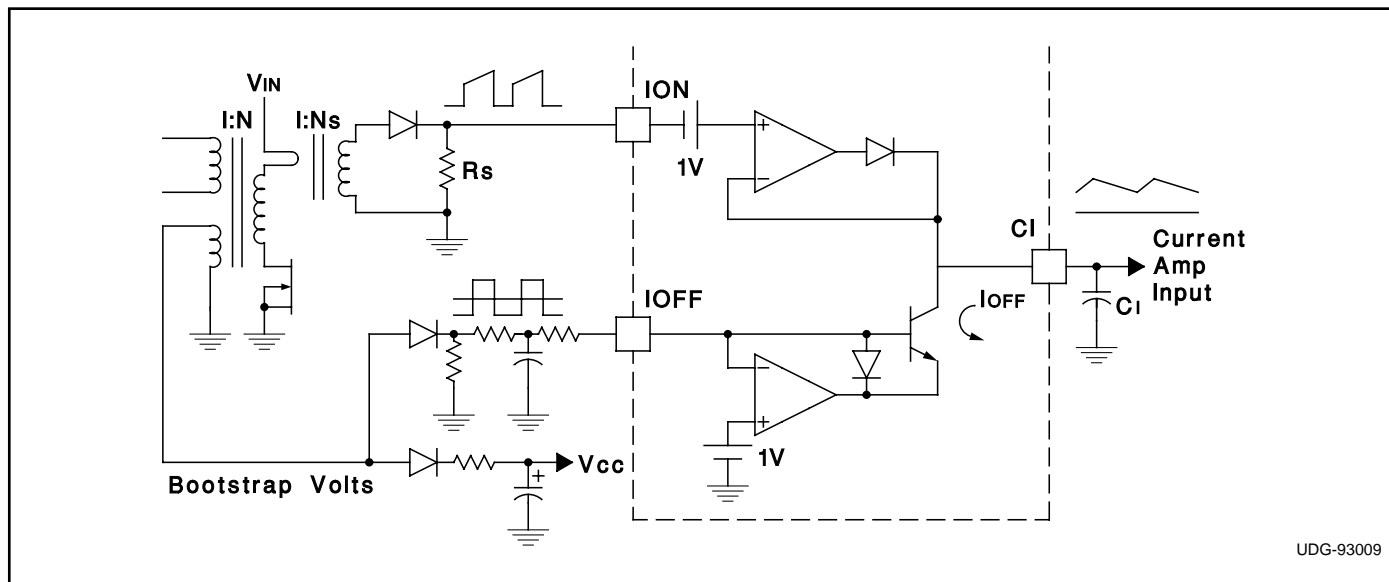 VIN
I:N
I:Ns
Rs
ION
1V
+
−
CI
Current
Amp
Input
CI
IOFF
IOFF
−
+
1V
Bootstrap Volts
+
Vcc
UDG-93009